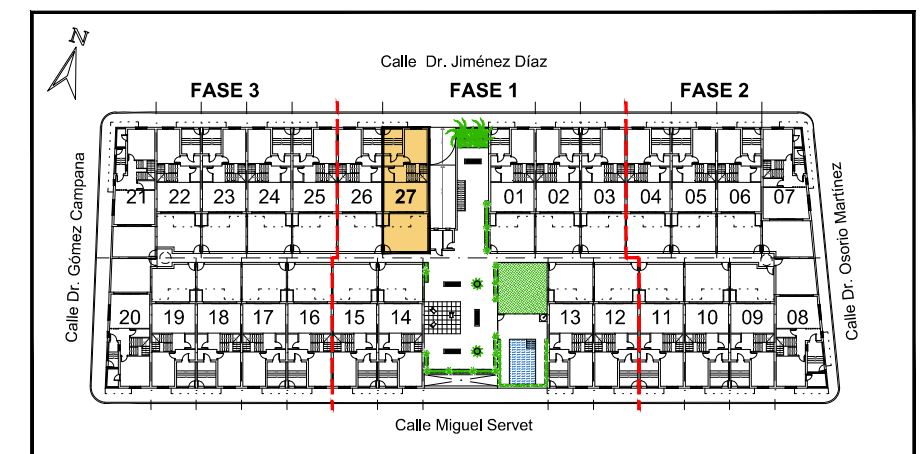 N
Calle Dr. Jiménez Díaz
FASE 3 FASE 1 FASE 2
Calle Dr. Gómez Campana
21 22 23 24 25 26 27 01 02 03 04 05 06 07
Calle Dr. Osorio Martínez
20 19 18 17 16 15 14 13 12 11 10 09 08
Calle Miguel Servet